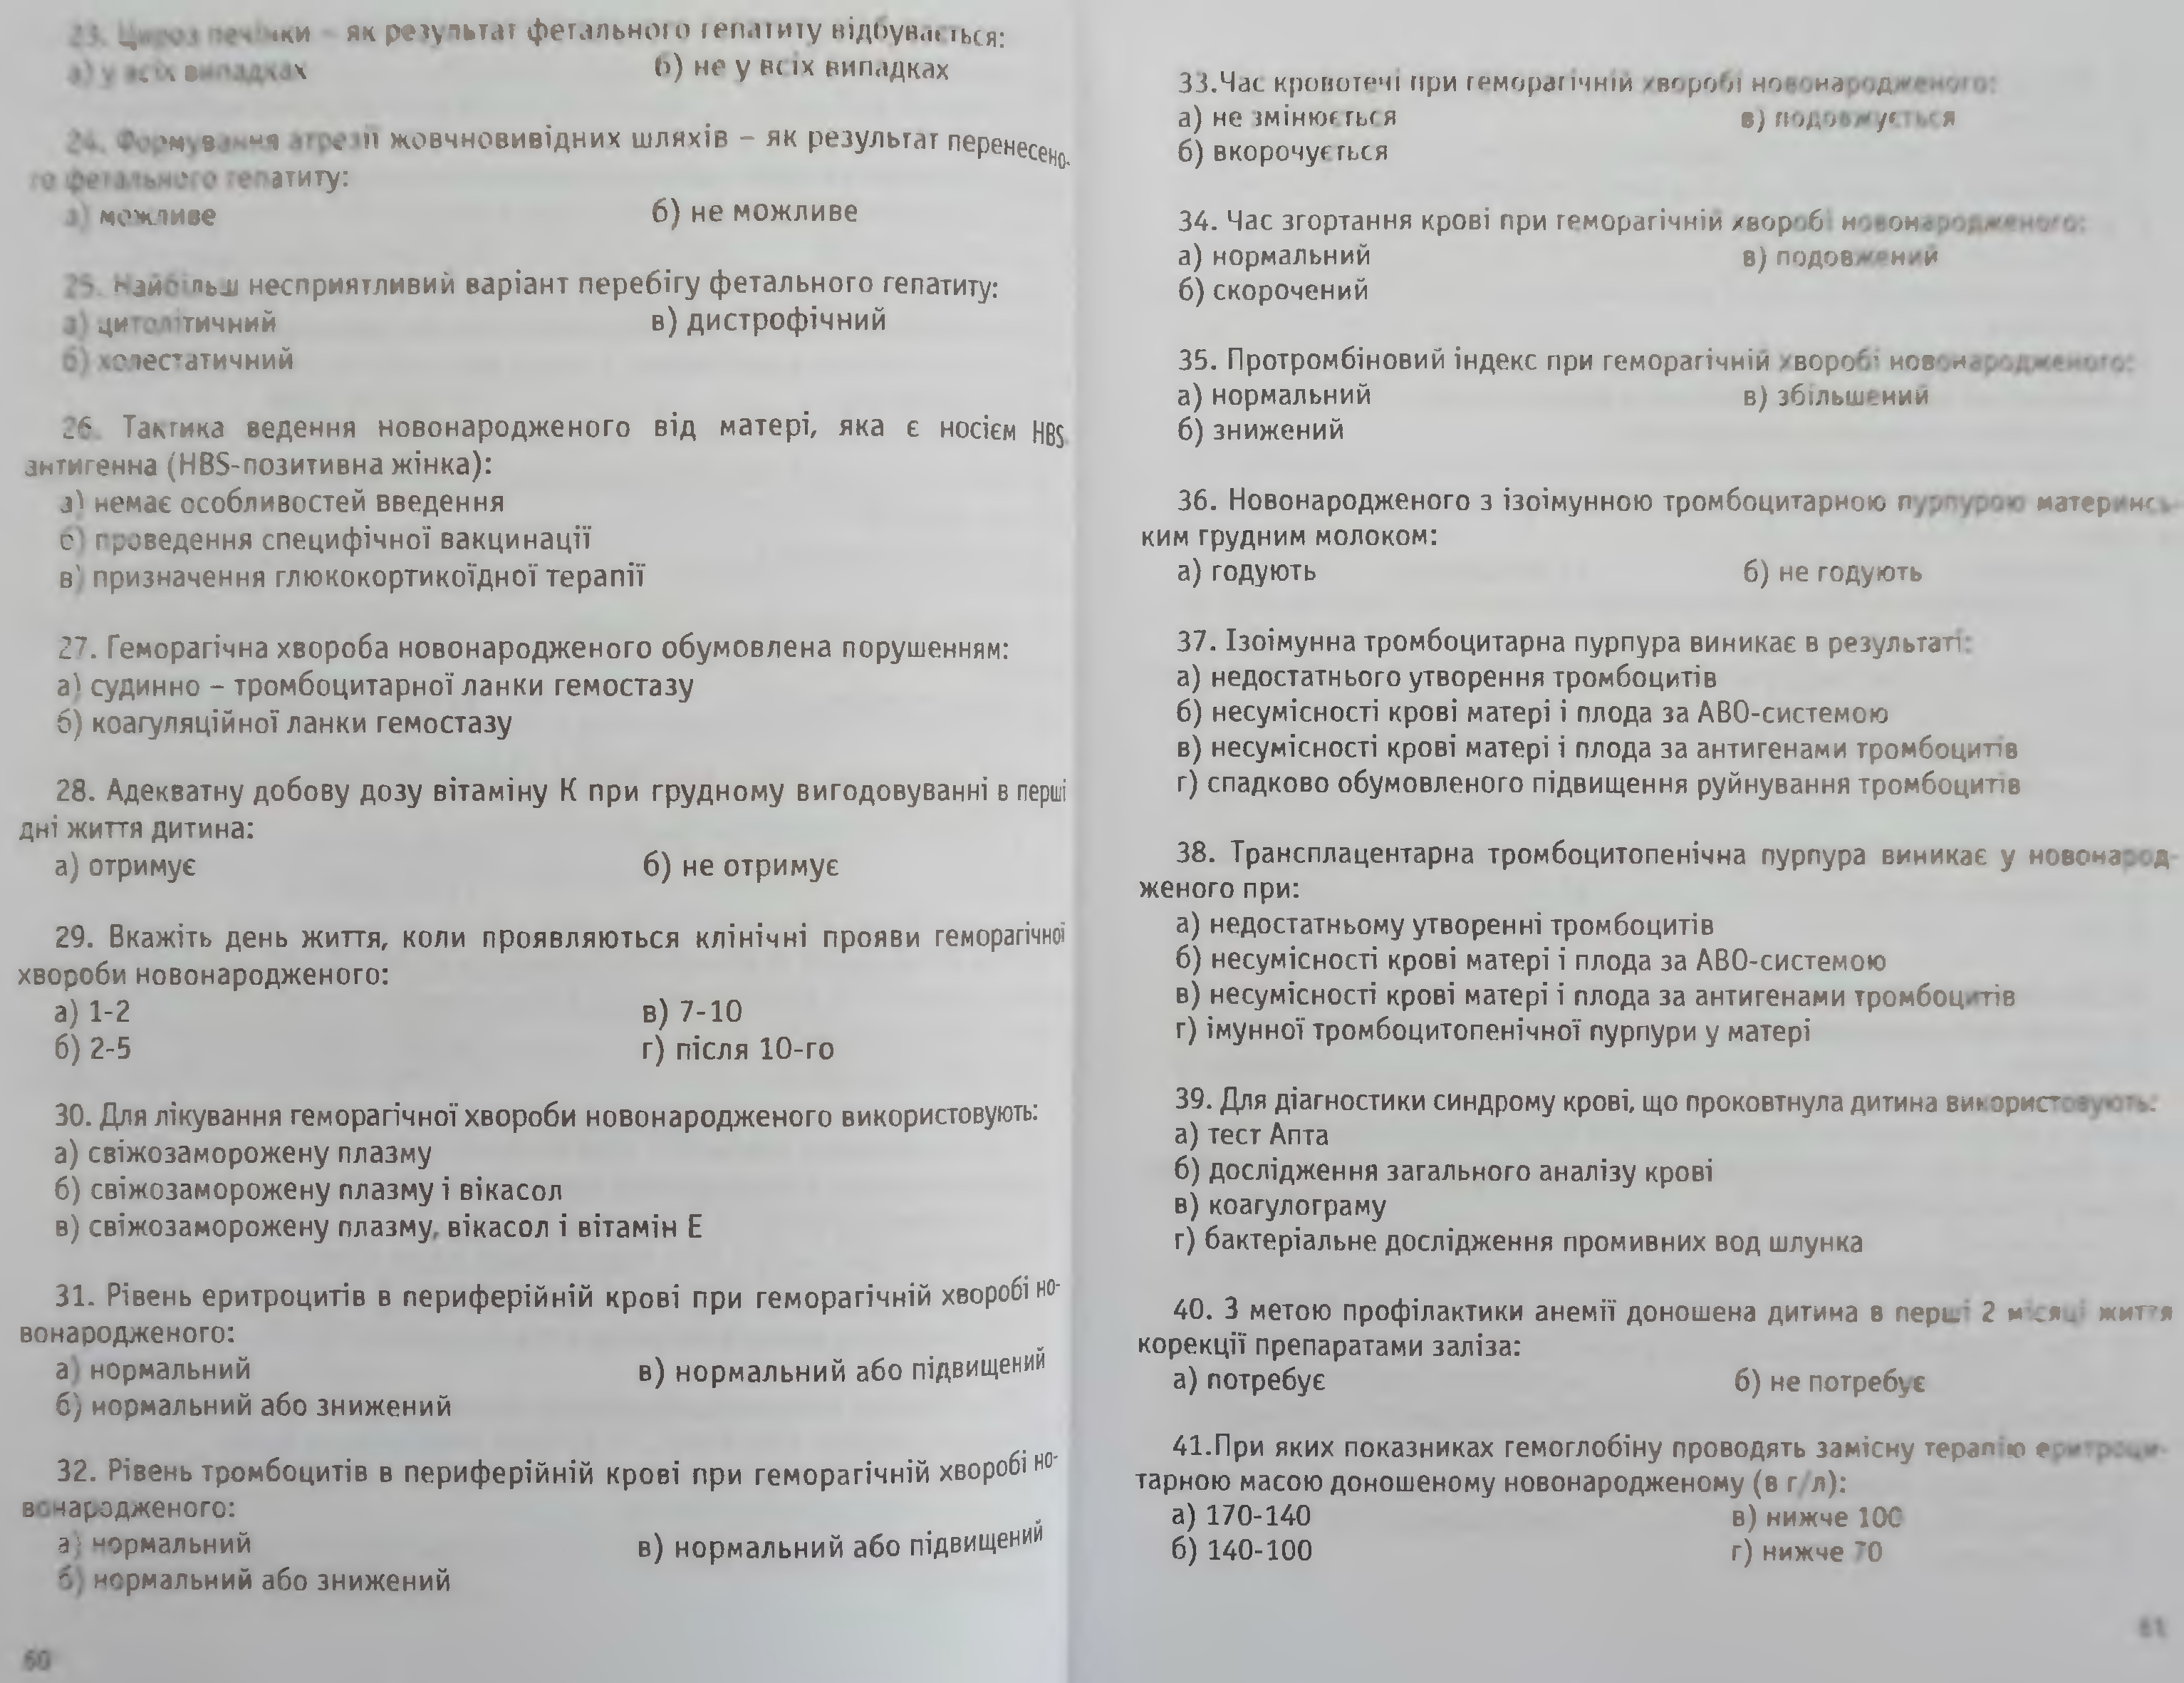 23. Цироз печінки – як результат фетального гепатиту відбувається:
а) у всіх випадках б) не у всіх випадках
24. Формування атрезії жовчновивідних шляхів – як результат перенесено-
го фетального гепатиту:
а) можливе б) не можливе
25. Найбільш несприятливий варіант перебігу фетального гепатиту:
а) цитолітичний в) дистрофічний
б) холестатичний
26. Тактика ведення новонародженого від матері, яка є носієм HBS-
антигенна (HBS-позитивна жінка):
а) немає особливостей введення
б) проведення специфічної вакцинації
в) призначення глюкокортикоїдної терапії
27. Геморагічна хвороба новонародженого обумовлена порушенням:
а) судинно – тромбоцитарної ланки гемостазу
б) коагуляційної ланки гемостазу
28. Адекватну добову дозу вітаміну К при грудному вигодовуванні в перші
дні життя дитина:
а) отримує б) не отримує
29. Вкажіть день життя, коли проявляються клінічні прояви геморагічної
хвороби новонародженого:
а) 1-2 в) 7-10
б) 2-5 г) після 10-го
30. Для лікування геморагічної хвороби новонародженого використовують:
а) свіжозаморожену плазму
б) свіжозаморожену плазму і вікасол
в) свіжозаморожену плазму, вікасол і вітамін Е
31. Рівень еритроцитів в периферійній крові при геморагічній хворобі но-
вонародженого:
а) нормальний в) нормальний або підвищений
б) нормальний або знижений
32. Рівень тромбоцитів в периферійній крові при геморагічній хворобі но-
вонародженого:
а) нормальний в) нормальний або підвищений
б) нормальний або знижений
60
33.Час кровотечі при геморагічній хворобі новонародженого:
а) не змінюється в) подовжується
б) вкорочується
34. Час згортання крові при геморагічній хворобі новонародженого:
а) нормальний в) подовжений
б) скорочений
35. Протромбіновий індекс при геморагічній хворобі новонародженого:
а) нормальний в) збільшений
б) знижений
36. Новонародженого з ізоімунною тромбоцитарною пурпурою материнсь-
ким грудним молоком:
а) годують б) не годують
37. Ізоімунна тромбоцитарна пурпура виникає в результаті:
а) недостатнього утворення тромбоцитів
б) несумісності крові матері і плода за АВО-системою
в) несумісності крові матері і плода за антигенами тромбоцитів
г) спадково обумовленого підвищення руйнування тромбоцитів
38. Трансплацентарна тромбоцитопенічна пурпура виникає у новонарод-
женого при:
а) недостатньому утворенні тромбоцитів
б) несумісності крові матері і плода за АВО-системою
в) несумісності крові матері і плода за антигенами тромбоцитів
г) імунної тромбоцитопенічної пурпури у матері
39. Для діагностики синдрому крові, що проковтнула дитина використовують:
а) тест Апта
б) дослідження загального аналізу крові
в) коагулограму
г) бактеріальне дослідження промивних вод шлунка
40. З метою профілактики анемії доношена дитина в перші 2 місяці життя
корекції препаратами заліза:
а) потребує б) не потребує
41.При яких показниках гемоглобіну проводять замісну терапію еритроци-
тарною масою доношеному новонародженому (в г/л):
а) 170-140 в) нижче 100
б) 140-100 г) нижче 70
61